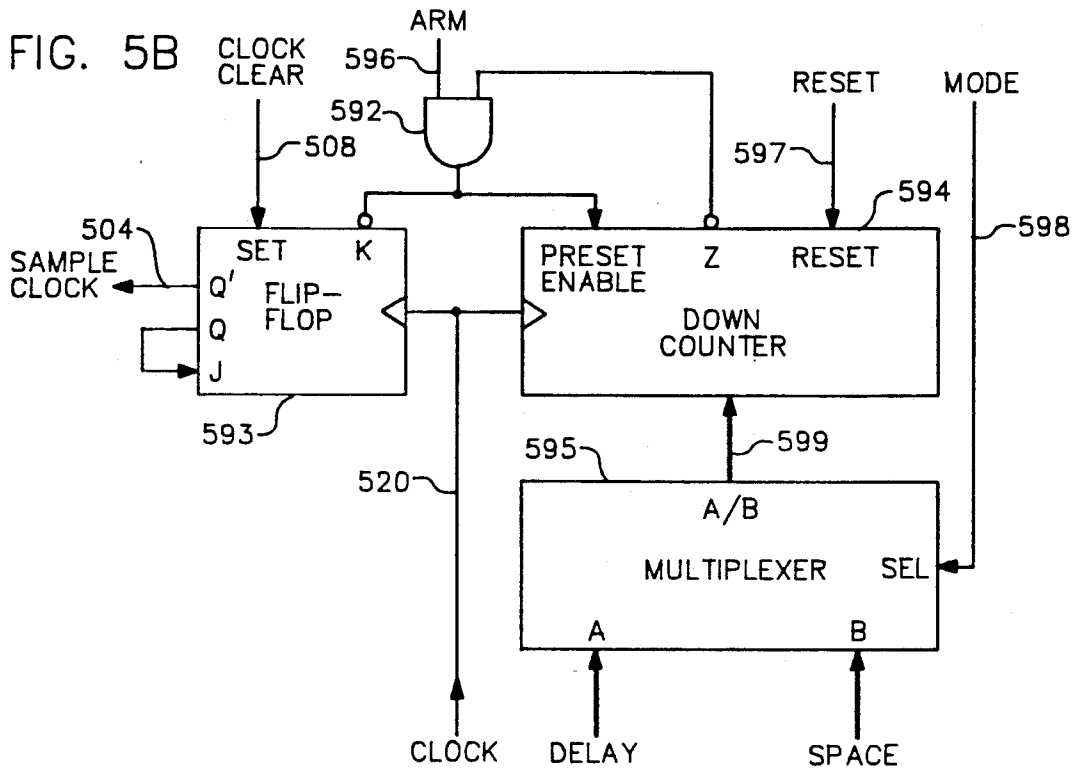 FIG. 5B
CLOCK
CLEAR
ARM
596
592
508
RESET
MODE
597
594
598
504
SAMPLE
CLOCK
SET
K
Q'
FLIP-
FLOP
Q
J
593
PRESET
ENABLE
Z
RESET
DOWN
COUNTER
595
599
520
A/B
MULTIPLEXER
SEL
A
B
CLOCK
DELAY
SPACE